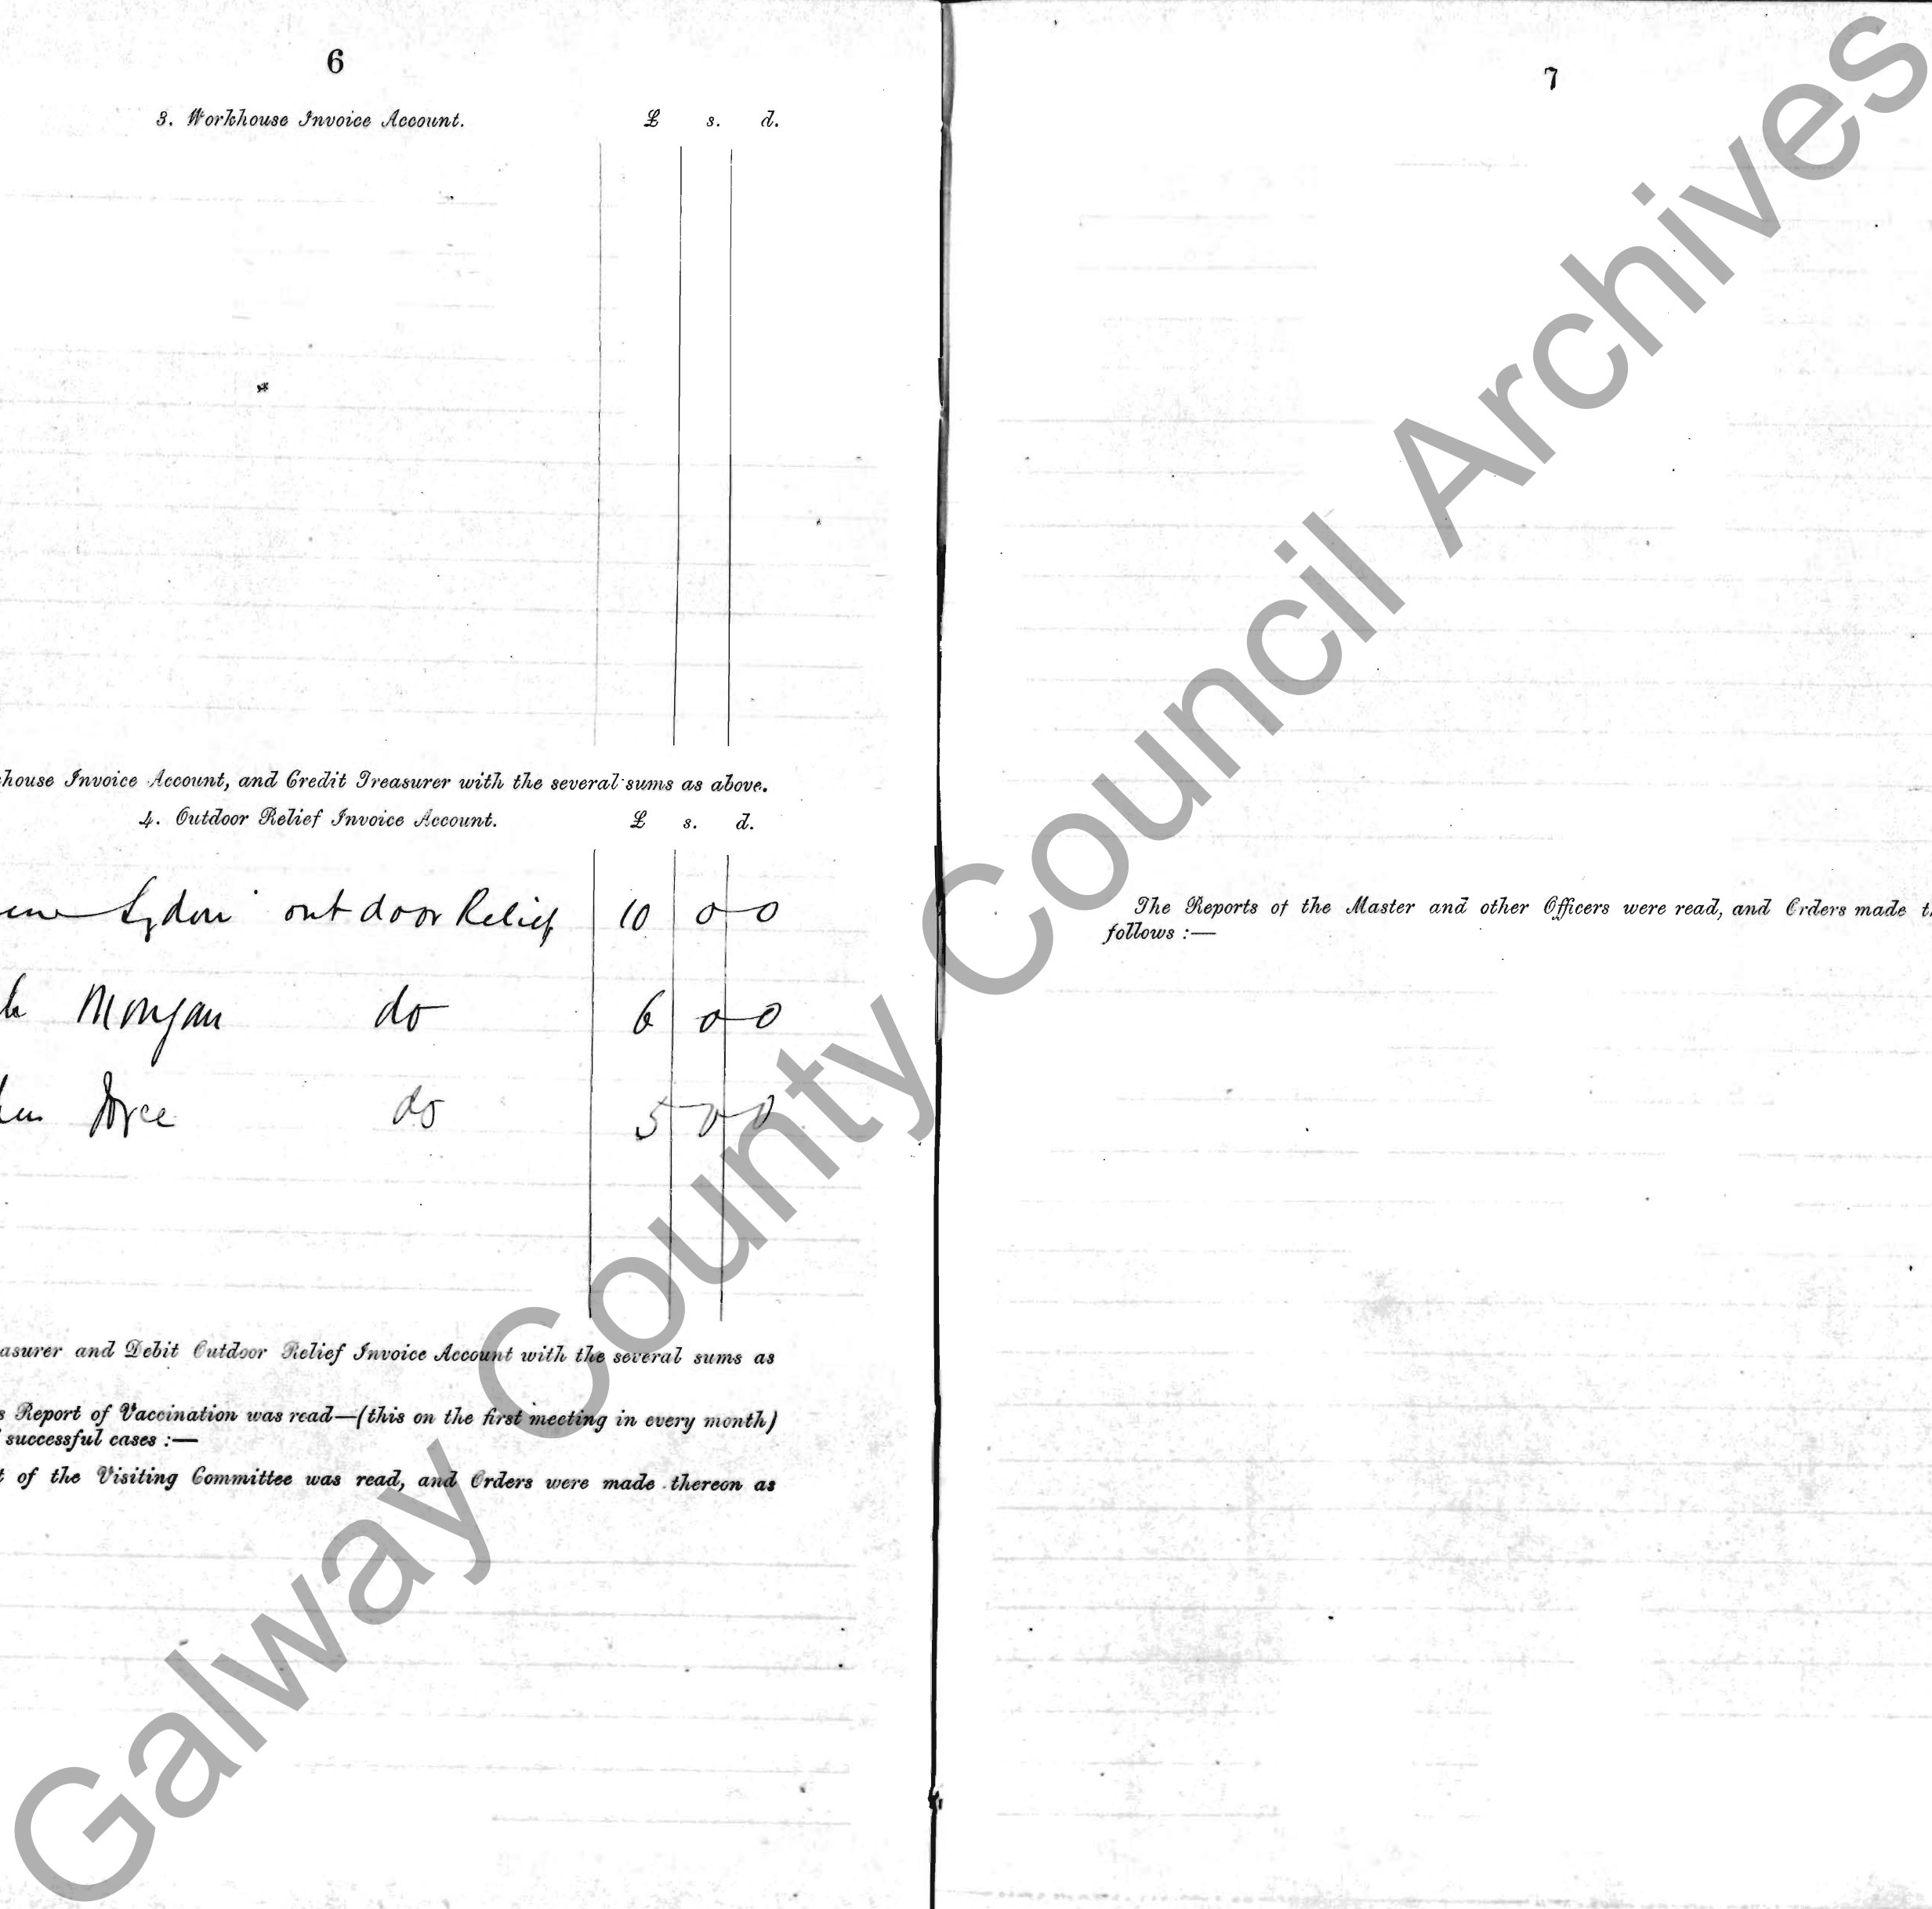 6
3. Workhouse Invoice Account. £ s. d.
house Invoice Account, and Credit Treasurer with the several sums as above.
4. Outdoor Relief Invoice Account. £ s. d.
Lydon out door Relief 10 0 0
Morgan do 6 0 0
Joyce do 5 0 0
asurer and Debit Outdoor Relief Invoice Account with the several sums as
s Report of Vaccination was read—(this on the first meeting in every month)
successful cases :—
t of the Visiting Committee was read, and Orders were made thereon as
7
The Reports of the Master and other Officers were read, and Orders made th
follows :—
Galway County Council Archives